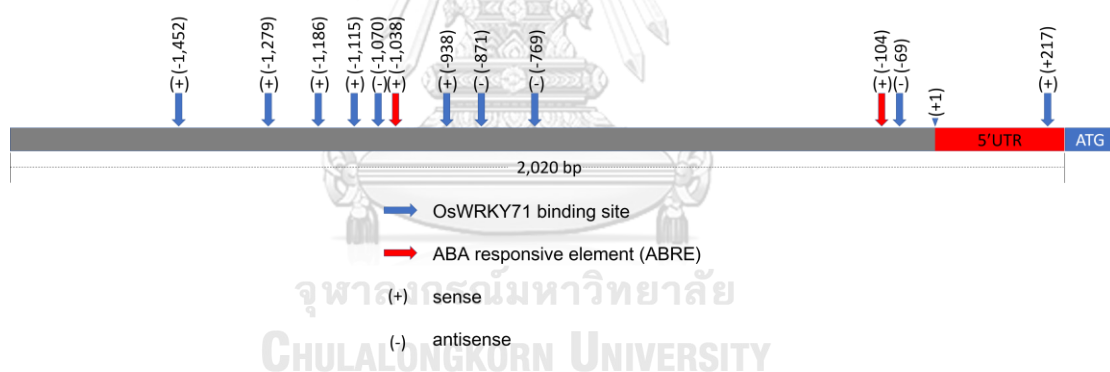 (+) (-1,452)
(+) (-1,279)
(+) (-1,186)
(+) (-1,115)
(-) (-1,070)
(+) (-1,038)
(+) (-938)
(-) (-871)
(-) (-769)
(+) (-104)
(-) (-69)
(+1)
(+) (+217)
5'UTR
ATG
2,020 bp
OsWRKY71 binding site
ABA responsive element (ABRE)
(+) sense
(-) antisense
จุฬาลงกรณ์มหาวิทยาลัย
CHULALONGKORN UNIVERSITY